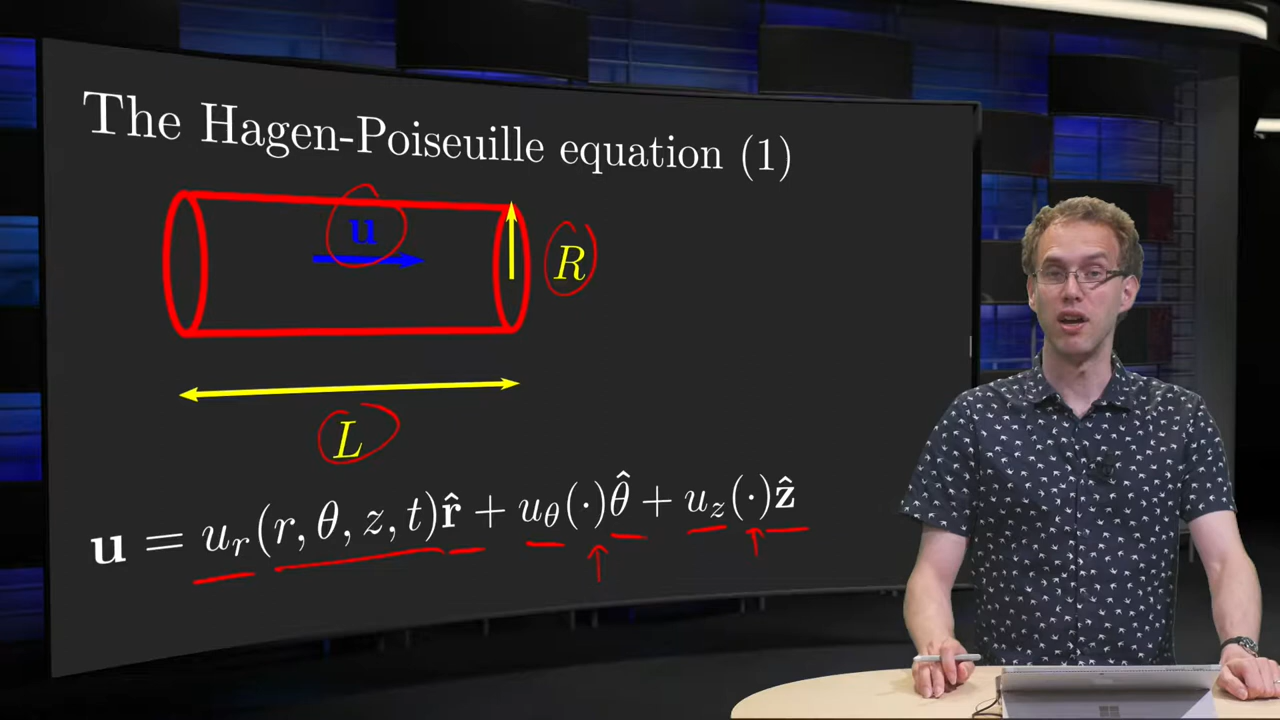 The Hagen-Poiseuille equation (1)
u
R
L
u = u_r(r, θ, z, t)r̂ + u_θ(·)θ̂ + u_z(·)ẑ